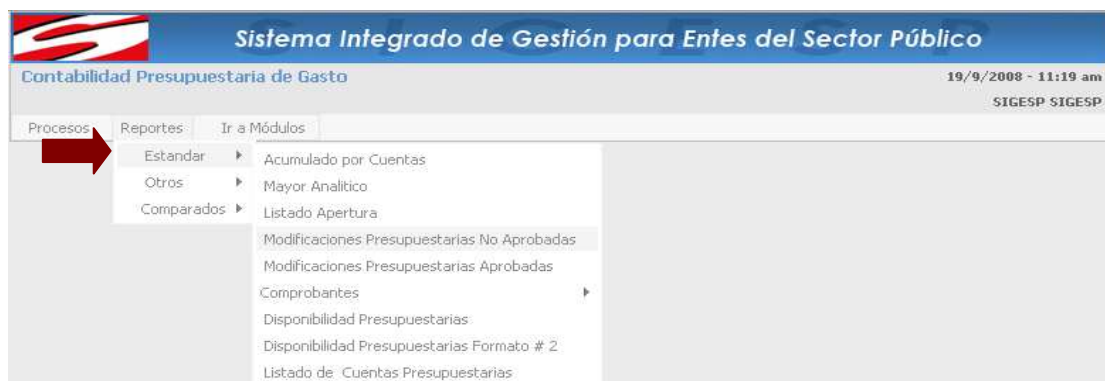 Sistema Integrado de Gestión para Entes del Sector Público
Contabilidad Presupuestaria de Gasto
19/9/2008 - 11:19 am
SIGESP SIGESP
Procesos Reportes Ir a Módulos
Estandar
Otros
Comparados
Acumulado por Cuentas
Mayor Analitico
Listado Apertura
Modificaciones Presupuestarias No Aprobadas
Modificaciones Presupuestarias Aprobadas
Comprobantes
Disponibilidad Presupuestarias
Disponibilidad Presupuestarias Formato # 2
Listado de Cuentas Presupuestarias